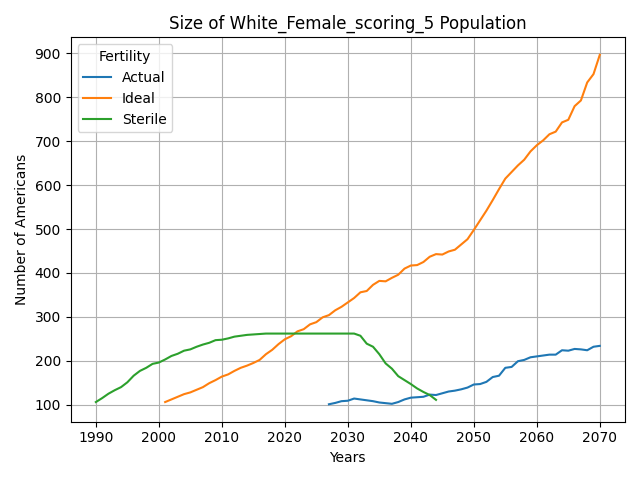 Size of White_Female_scoring_5 Population
Fertility
Actual
Ideal
Sterile
Number of Americans
900
800
700
600
500
400
300
200
100
1990 2000 2010 2020 2030 2040 2050 2060 2070
Years